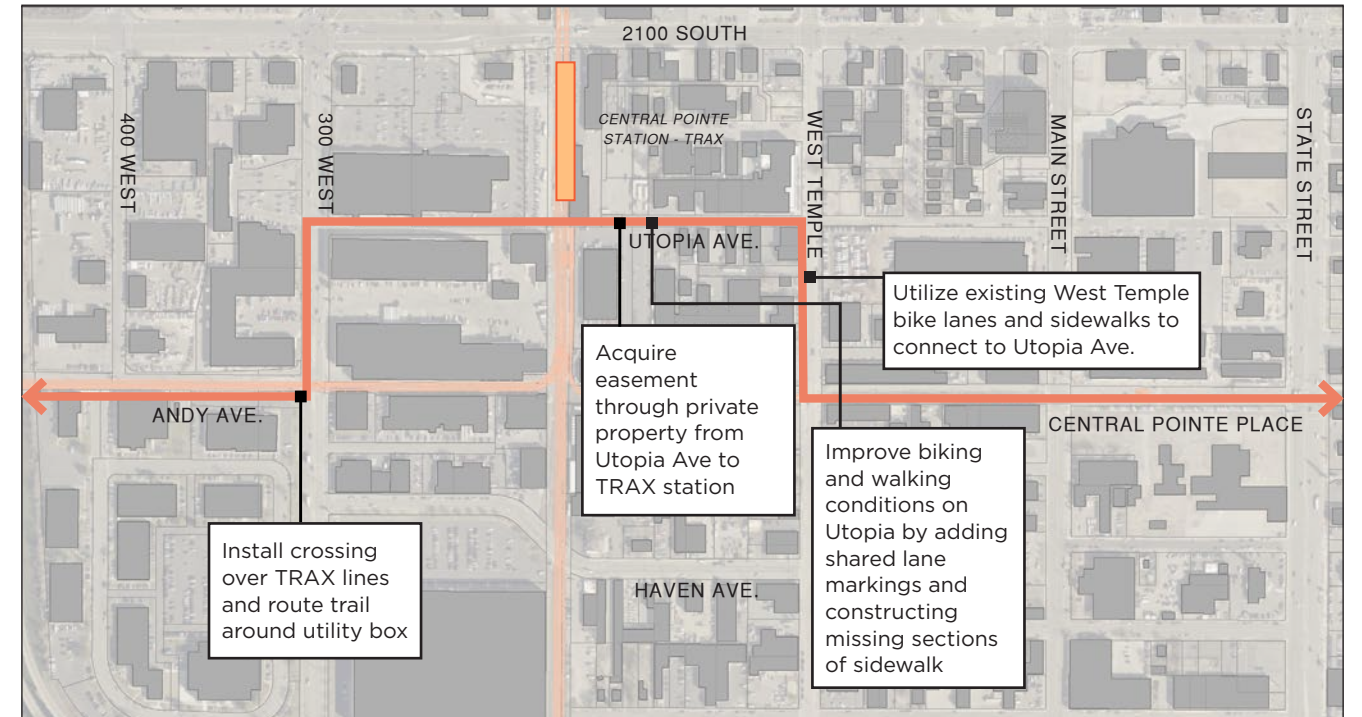 2100 SOUTH
CENTRAL POINTE
STATION - TRAX
400 WEST
300 WEST
WEST TEMPLE
MAIN STREET
STATE STREET
UTOPIA AVE.
Utilize existing West Temple
bike lanes and sidewalks to
connect to Utopia Ave.
Acquire
easement
through private
property from
Utopia Ave to
TRAX station
ANDY AVE.
CENTRAL POINTE PLACE
Improve biking
and walking
conditions on
Utopia by adding
shared lane
markings and
constructing
missing sections
of sidewalk
Install crossing
over TRAX lines
and route trail
around utility box
HAVEN AVE.